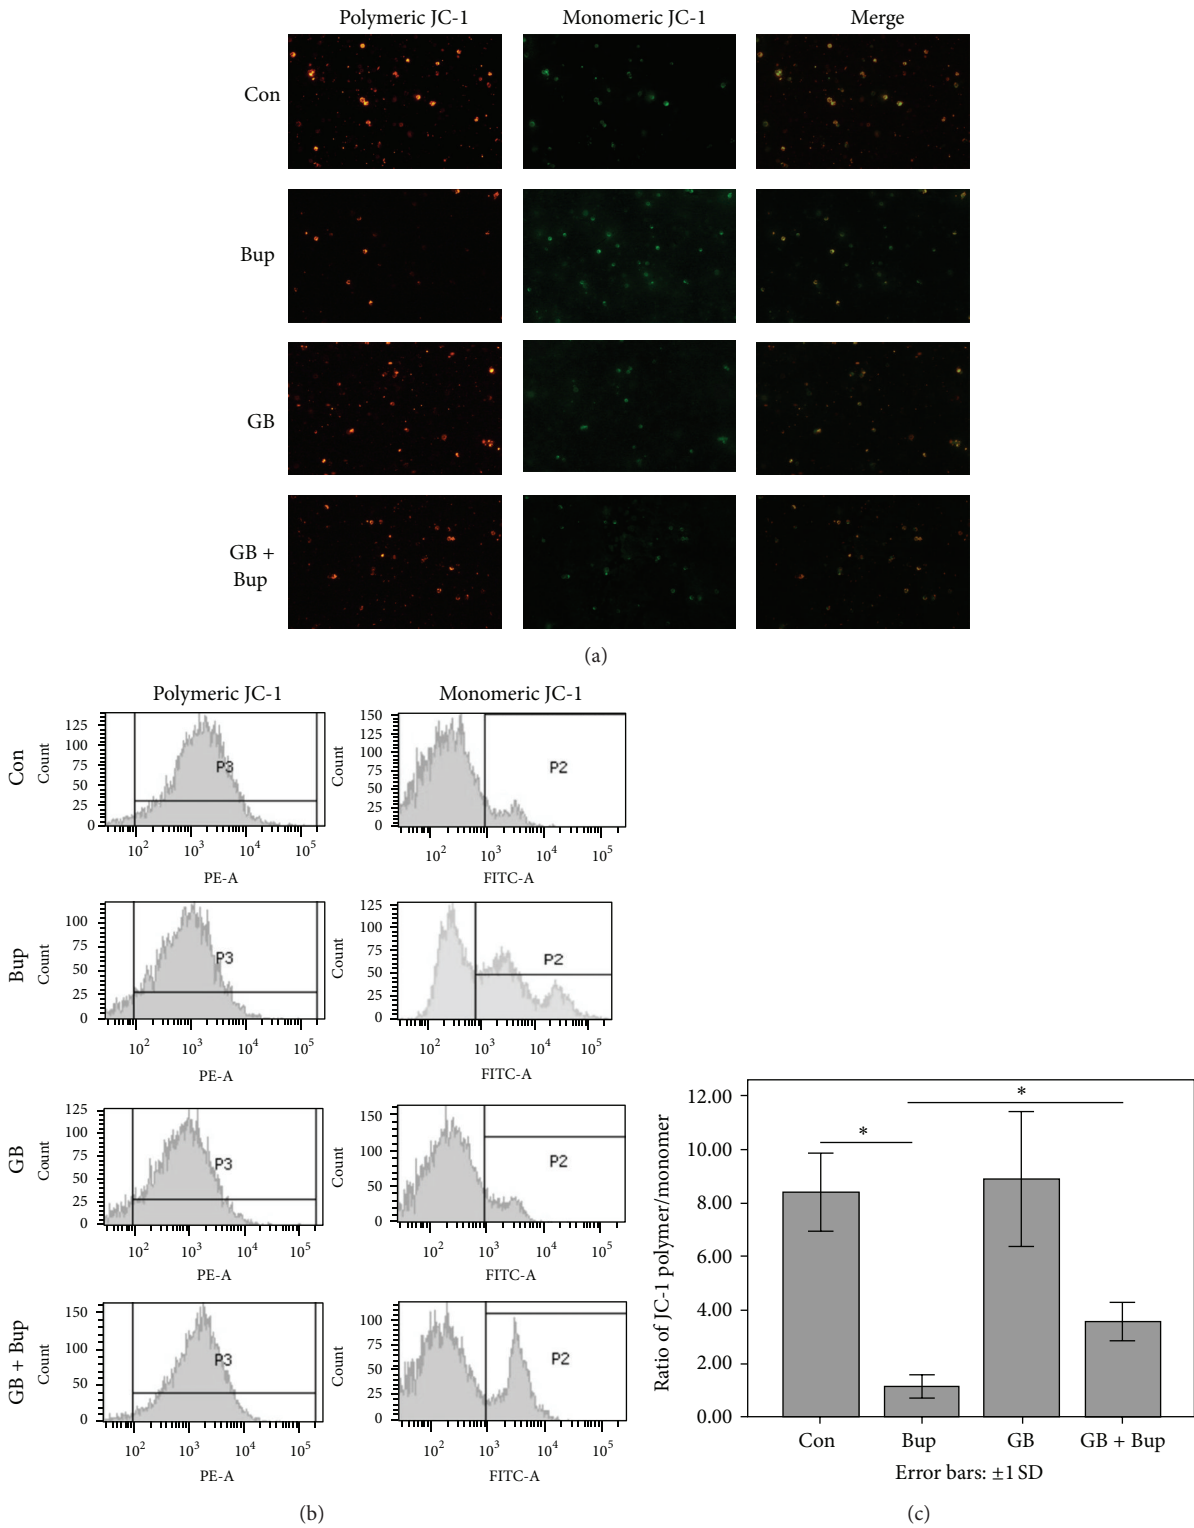 Polymeric JC-1 Monomeric JC-1 Merge
Con
Bup
GB
GB +
Bup
(a)
Polymeric JC-1 Monomeric JC-1
Con
Count
125
100
75
50
25
0
P3
10² 10³ 10⁴ 10⁵
PE-A
Count
150
125
100
75
50
25
0
P2
10² 10³ 10⁴ 10⁵
FITC-A
Bup
Count
100
75
50
25
0
P3
10² 10³ 10⁴ 10⁵
PE-A
Count
125
100
75
50
25
0
P2
10² 10³ 10⁴ 10⁵
FITC-A
GB
Count
125
100
75
50
25
0
P3
10² 10³ 10⁴ 10⁵
PE-A
Count
150
100
50
0
P2
10² 10³ 10⁴ 10⁵
FITC-A
GB + Bup
Count
150
100
50
0
P3
10² 10³ 10⁴ 10⁵
PE-A
Count
100
75
50
25
0
P2
10² 10³ 10⁴ 10⁵
FITC-A
(b)
Ratio of JC-1 polymer/monomer
12.00
10.00
8.00
6.00
4.00
2.00
0.00
*
*
Con Bup GB GB + Bup
Error bars: ±1 SD
(c)